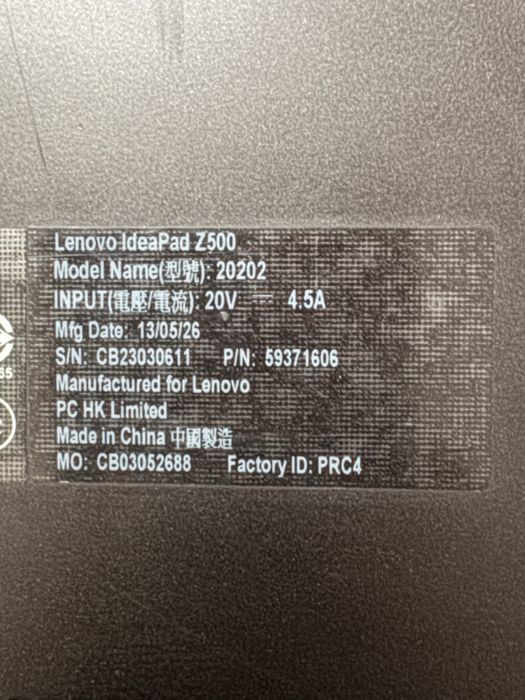 Lenovo IdeaPad Z500
Model Name(型號): 20202
INPUT(電壓/電流): 20V ⎓ 4.5A
Mfg Date: 13/05/26
S/N: CB23030611 P/N: 59371606
Manufactured for Lenovo
PC HK Limited
Made in China 中國製造
MO: CB03052688 Factory ID: PRC4